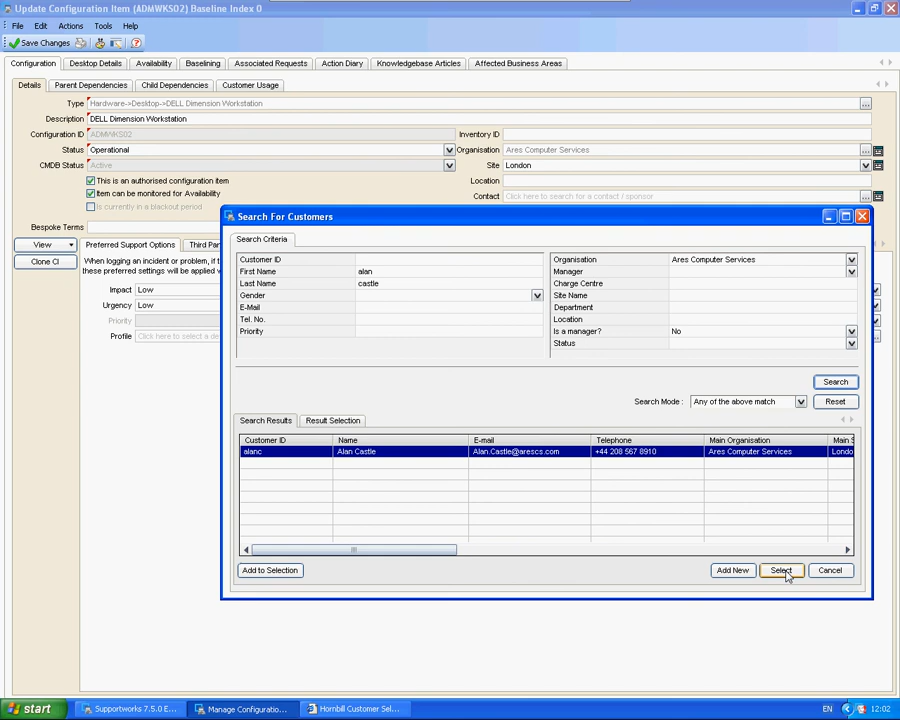 Update Configuration Item (ADMWKS02) Baseline Index 0
File Edit Actions Tools Help
Save Changes
Configuration Desktop Details Availability Baselining Associated Requests Action Diary Knowledgebase Articles Affected Business Areas
Details Parent Dependencies Child Dependencies Customer Usage
Type Hardware->Desktop->DELL Dimension Workstation
Description DELL Dimension Workstation
Configuration ID ADMWKS02 Inventory ID
Status Operational Organisation Ares Computer Services
CMDB Status Active Site London
This is an authorised configuration item Location
Item can be monitored for Availability Contact Click here to search for a contact / sponsor
Is currently in a blackout period
Bespoke Terms
View Preferred Support Options Third Par
Clone CI When logging an incident or problem, if t
these preferred settings will be applied
Impact Low
Urgency Low
Priority
Profile Click here to select a de
Search For Customers
Search Criteria
Customer ID Organisation Ares Computer Services
First Name alan Manager
Last Name castle Charge Centre
Gender Site Name
E-Mail Department
Tel. No. Location
Priority Is a manager? No
Status
Search
Search Mode : Any of the above match Reset
Search Results Result Selection
Customer ID Name E-mail Telephone Main Organisation Main S
alanc Alan Castle Alan.Castle@arescs.com +44 208 567 8910 Ares Computer Services Londo
Add to Selection Add New Select Cancel
start Supportworks 7.5.0 E... Manage Configuratio... Hornbill Customer Sel... EN 12:02